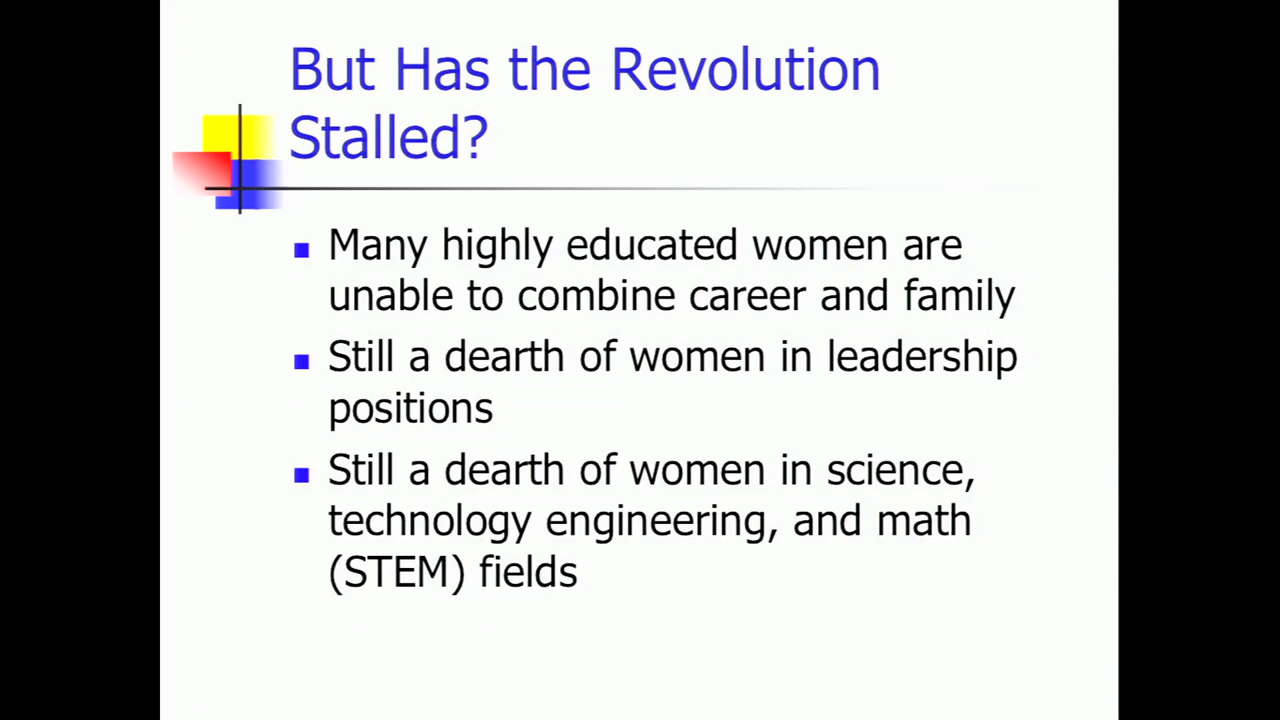 But Has the Revolution
Stalled?
Many highly educated women are
unable to combine career and family
Still a dearth of women in leadership
positions
Still a dearth of women in science,
technology engineering, and math
(STEM) fields